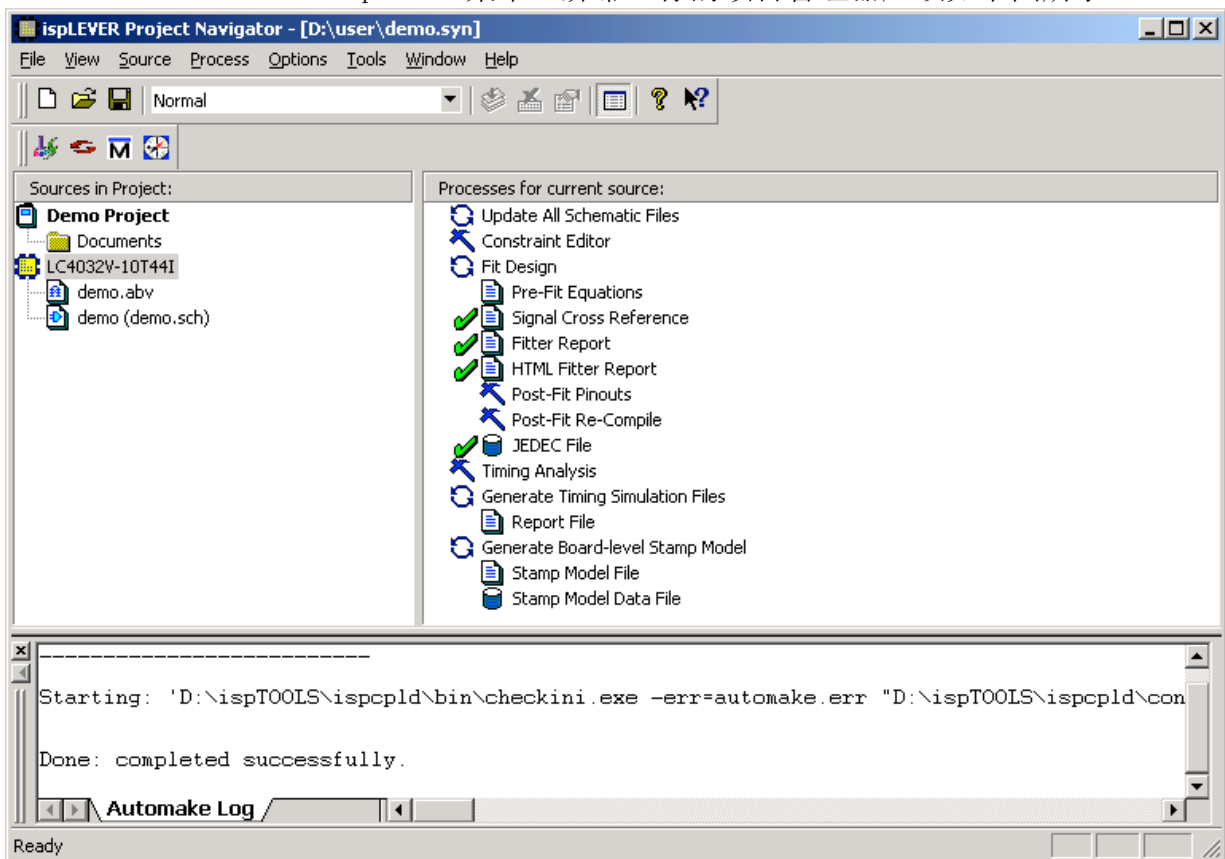 ispLEVER Project Navigator - [D:\user\demo.syn]
File View Source Process Options Tools Window Help
Normal
Sources in Project:
Demo Project
Documents
LC4032V-10T44I
demo.abv
demo (demo.sch)
Processes for current source:
Update All Schematic Files
Constraint Editor
Fit Design
Pre-Fit Equations
Signal Cross Reference
Fitter Report
HTML Fitter Report
Post-Fit Pinouts
Post-Fit Re-Compile
JEDEC File
Timing Analysis
Generate Timing Simulation Files
Report File
Generate Board-level Stamp Model
Stamp Model File
Stamp Model Data File
---------------------------
Starting: 'D:\ispTOOLS\ispcpld\bin\checkini.exe -err=automake.err "D:\ispTOOLS\ispcpld\con
Done: completed successfully.
Automake Log
Ready